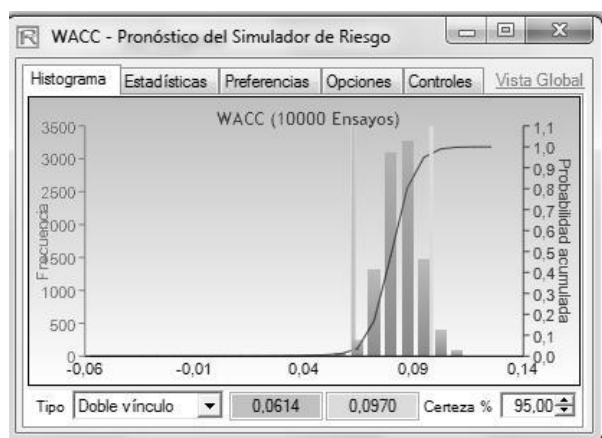 WACC - Pronóstico del Simulador de Riesgo
Histograma Estadísticas Preferencias Opciones Controles Vista Global
WACC (10000 Ensayos)
Frecuencia
3500
3000
2500
2000
1500
1000
500
0
-0,06 -0,01 0,04 0,09 0,14
1,1
1,0
0,9
0,8
0,7
0,6
0,5
0,4
0,3
0,2
0,1
0,0
Probabilidad acumulada
Tipo Doble vínculo 0,0614 0,0970 Certeza % 95,00